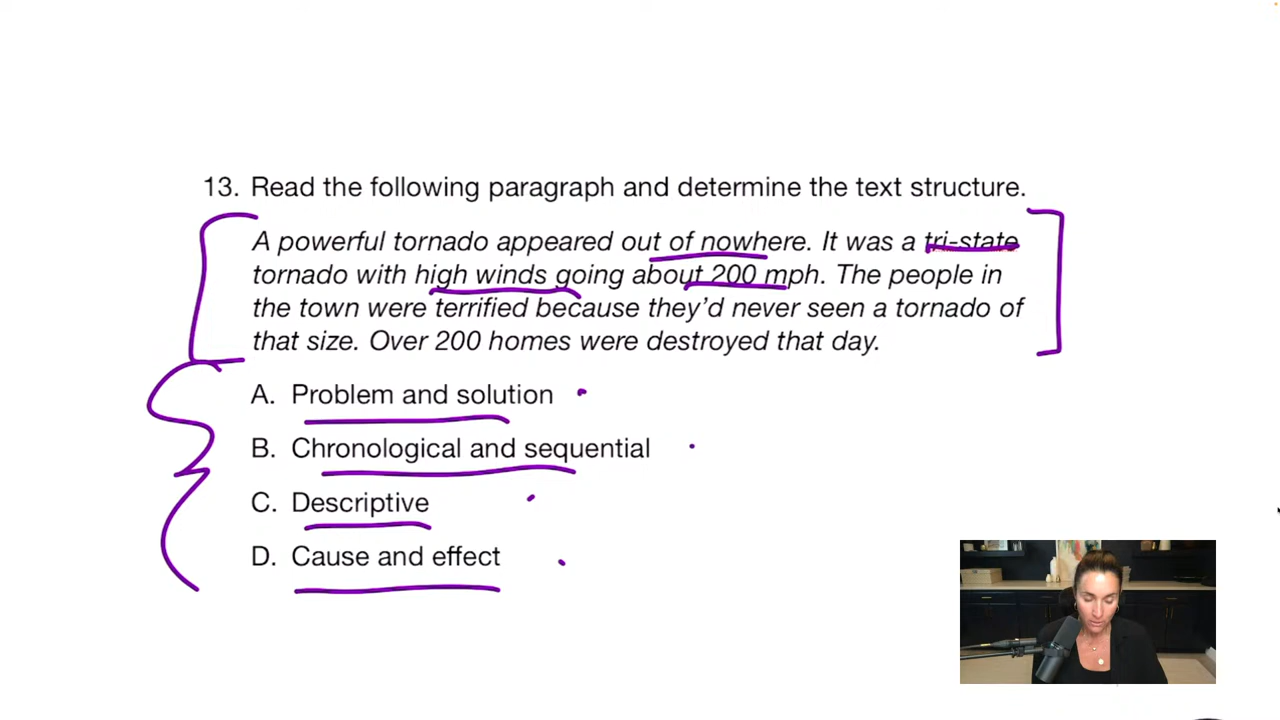 13. Read the following paragraph and determine the text structure.
A powerful tornado appeared out of nowhere. It was a tri-state
tornado with high winds going about 200 mph. The people in
the town were terrified because they’d never seen a tornado of
that size. Over 200 homes were destroyed that day.
A. Problem and solution
B. Chronological and sequential
C. Descriptive
D. Cause and effect